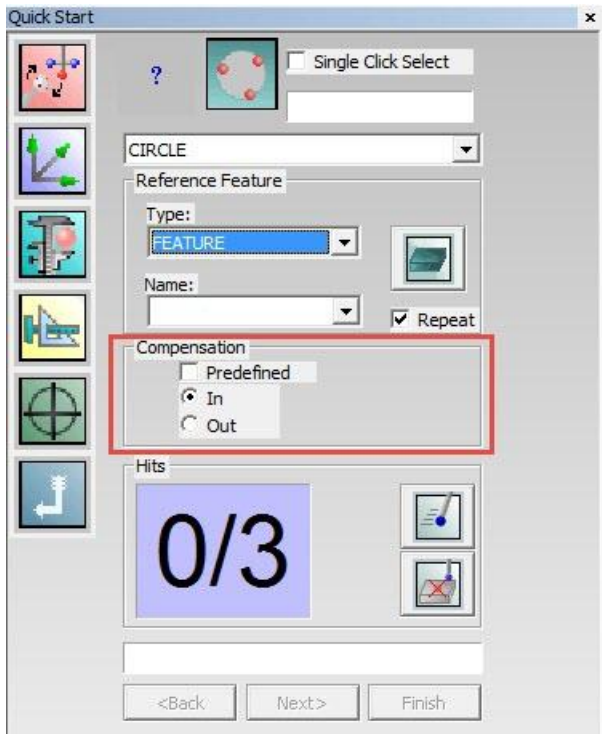 Quick Start
x
?
Single Click Select
CIRCLE
Reference Feature
Type:
FEATURE
Name:
Repeat
Compensation
Predefined
In
Out
Hits
0/3
<Back Next> Finish